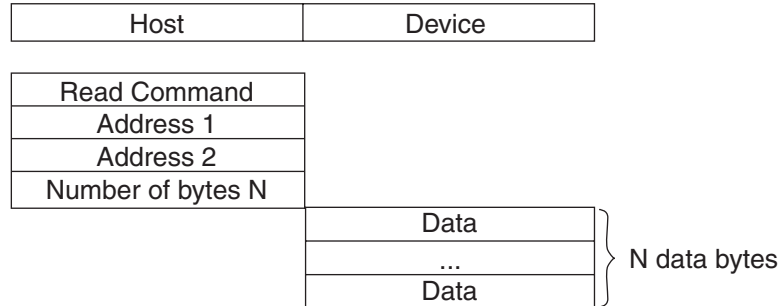 Host Device
Read Command
Address 1
Address 2
Number of bytes N
Data
...
Data
N data bytes